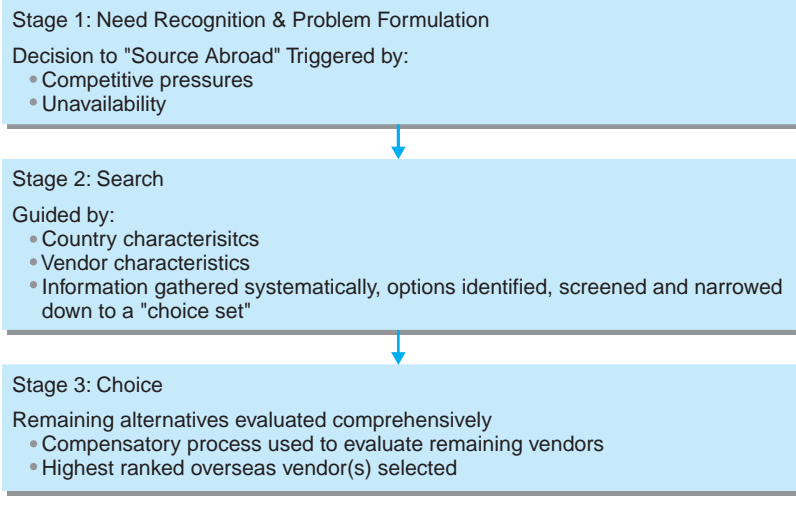 Stage 1: Need Recognition & Problem Formulation
Decision to "Source Abroad" Triggered by:
• Competitive pressures
• Unavailability
Stage 2: Search
Guided by:
• Country characterisitcs
• Vendor characteristics
• Information gathered systematically, options identified, screened and narrowed
down to a "choice set"
Stage 3: Choice
Remaining alternatives evaluated comprehensively
• Compensatory process used to evaluate remaining vendors
• Highest ranked overseas vendor(s) selected